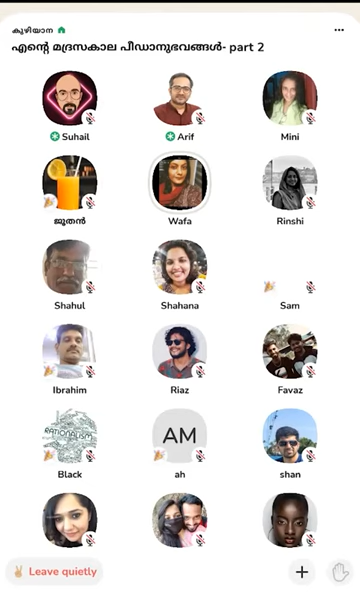 കുഴിയാന
എന്റെ മദ്രസകാല പീഡാനുഭവങ്ങൾ- part 2
Suhail Arif Mini
ജൂതൻ Wafa Rinshi
Shahul Shahana Sam
Ibrahim Riaz Favaz
RATIONALISM AM
Black ah shan
Leave quietly